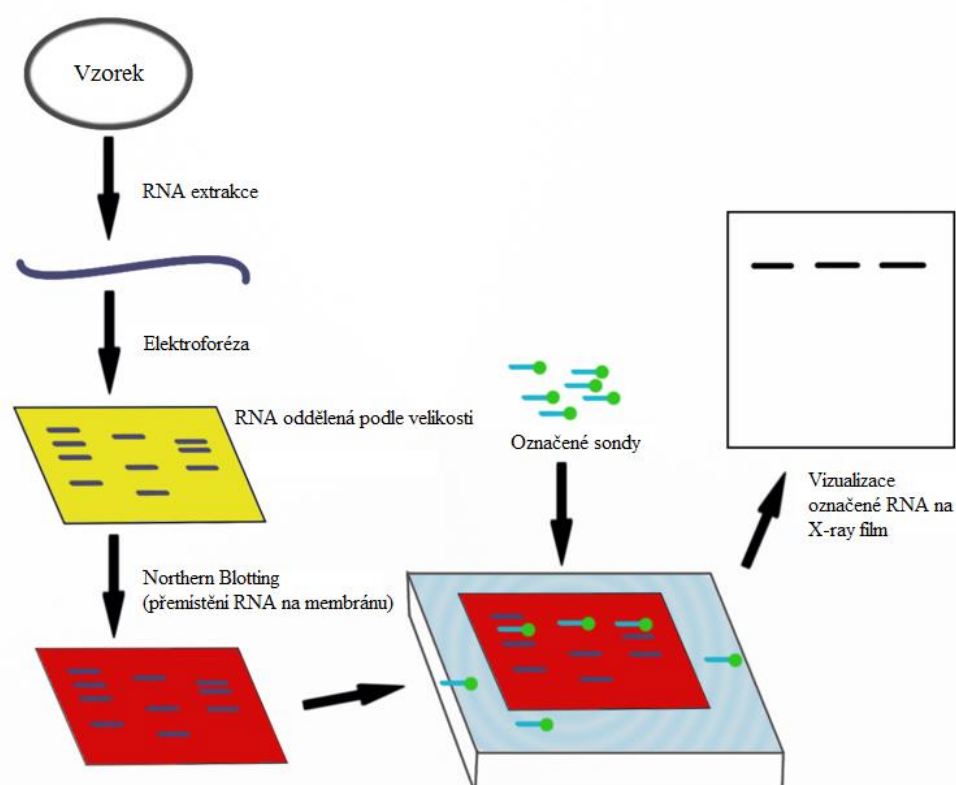 Vzorek
RNA extrakce
Elektroforéza
RNA oddělená podle velikosti
Označené sondy
Vizualizace
označené RNA na
X-ray film
Northern Blotting
(přemístění RNA na membránu)